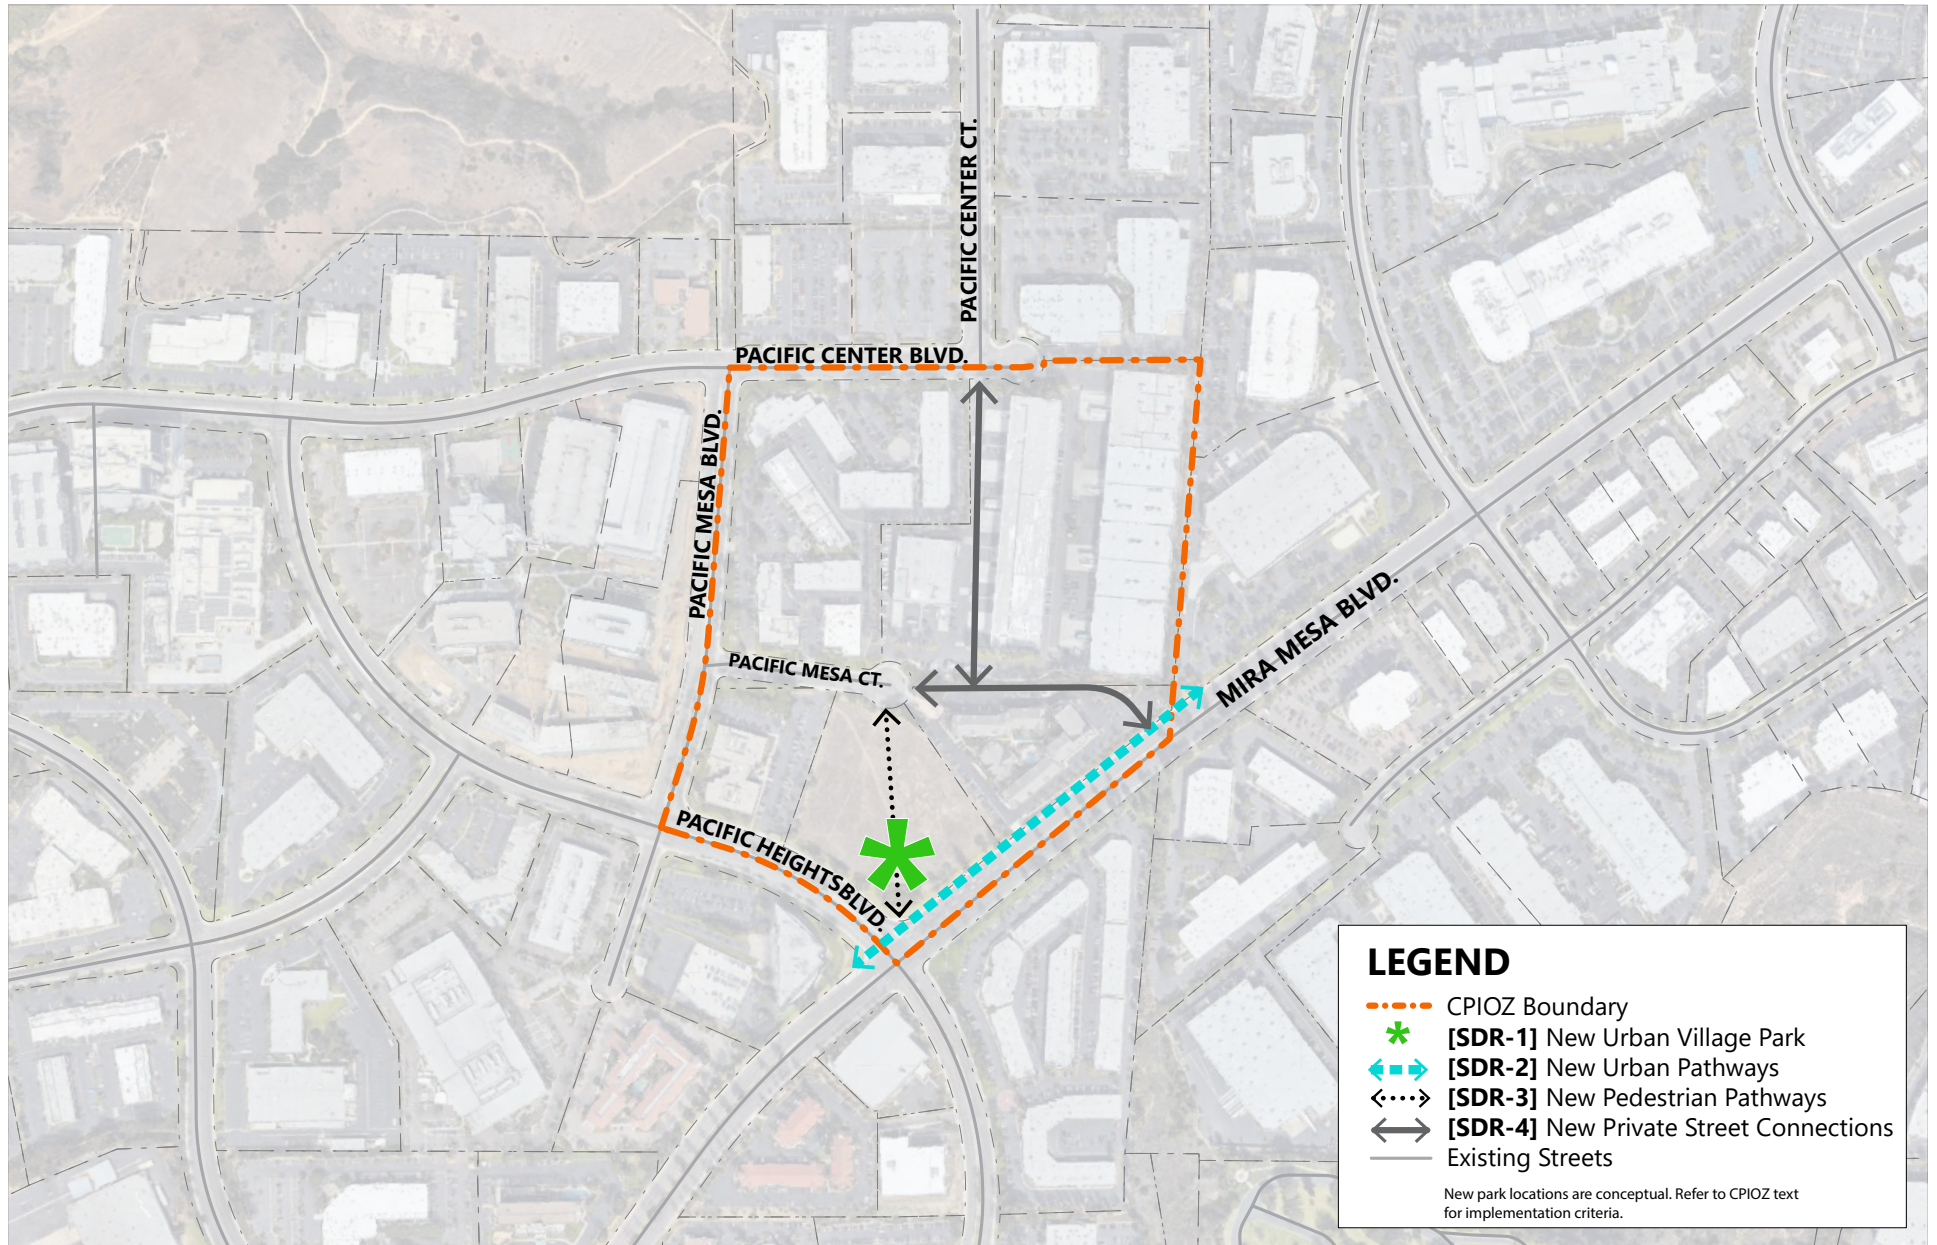 PACIFIC CENTER CT.
PACIFIC CENTER BLVD.
PACIFIC MESA BLVD.
MIRA MESA BLVD.
PACIFIC MESA CT.
PACIFIC HEIGHTSBLVD.
LEGEND
CPIOZ Boundary
[SDR-1] New Urban Village Park
[SDR-2] New Urban Pathways
[SDR-3] New Pedestrian Pathways
[SDR-4] New Private Street Connections
Existing Streets
New park locations are conceptual. Refer to CPIOZ text
for implementation criteria.